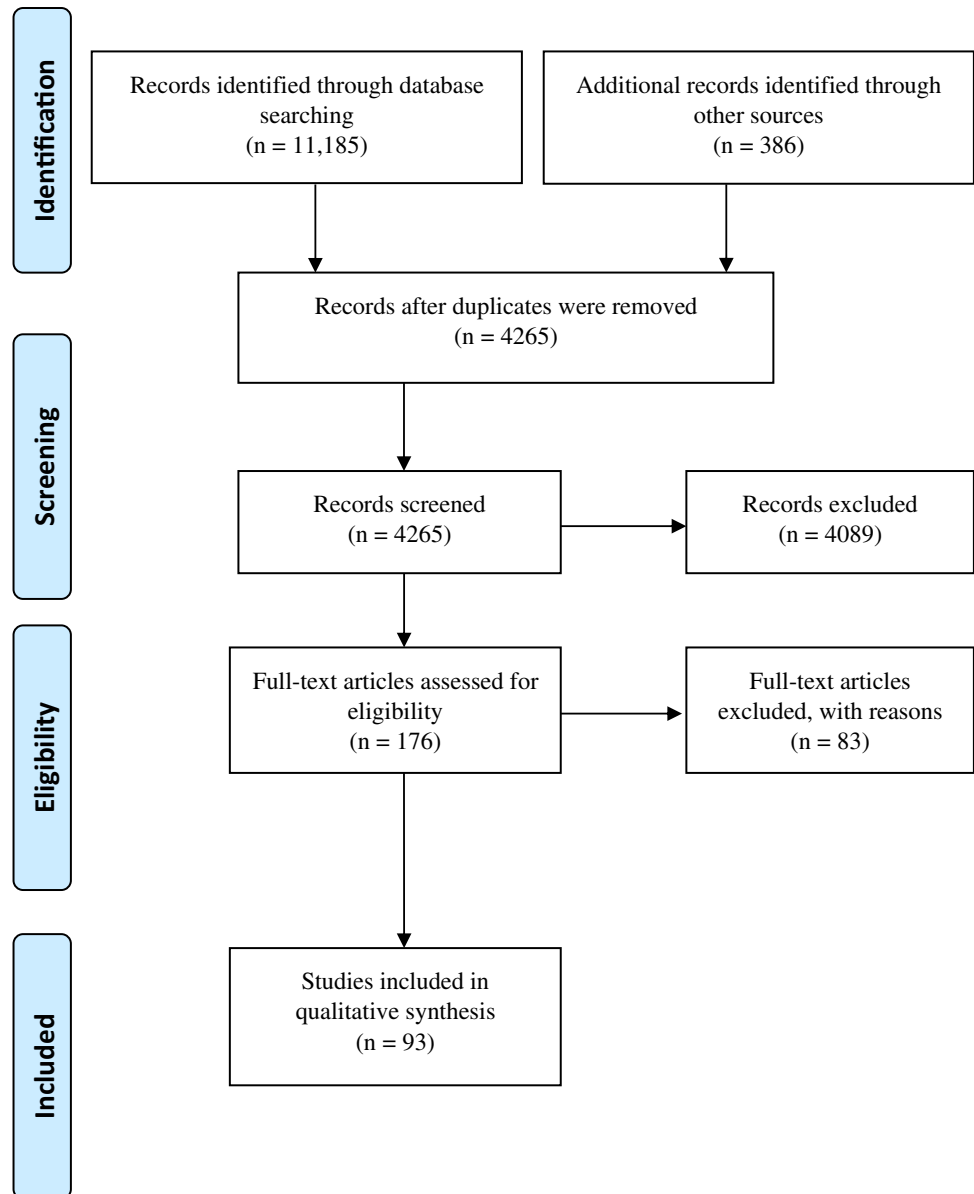 Identification
Records identified through database
searching
(n = 11,185)
Additional records identified through
other sources
(n = 386)
Records after duplicates were removed
(n = 4265)
Screening
Records screened
(n = 4265)
Records excluded
(n = 4089)
Eligibility
Full-text articles assessed for
eligibility
(n = 176)
Full-text articles
excluded, with reasons
(n = 83)
Included
Studies included in
qualitative synthesis
(n = 93)